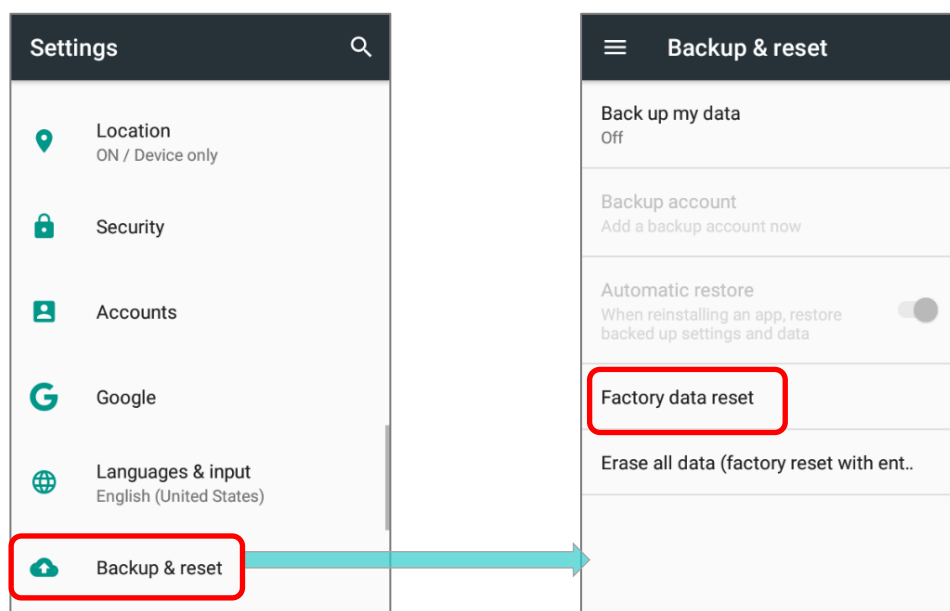 Settings
Location
ON / Device only
Security
Accounts
Google
Languages & input
English (United States)
Backup & reset
Backup & reset
Back up my data
Off
Backup account
Add a backup account now
Automatic restore
When reinstalling an app, restore
backed up settings and data
Factory data reset
Erase all data (factory reset with ent..